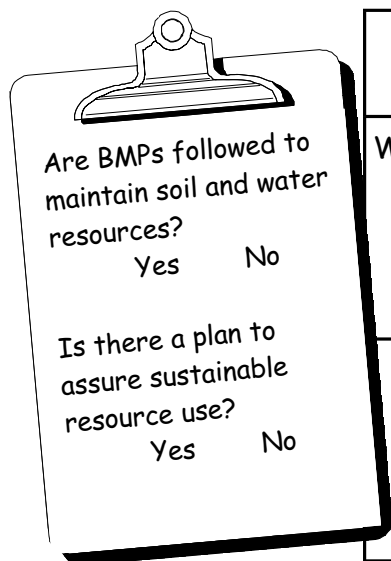 Are BMPs followed to
maintain soil and water
resources?
Yes No
Is there a plan to
assure sustainable
resource use?
Yes No